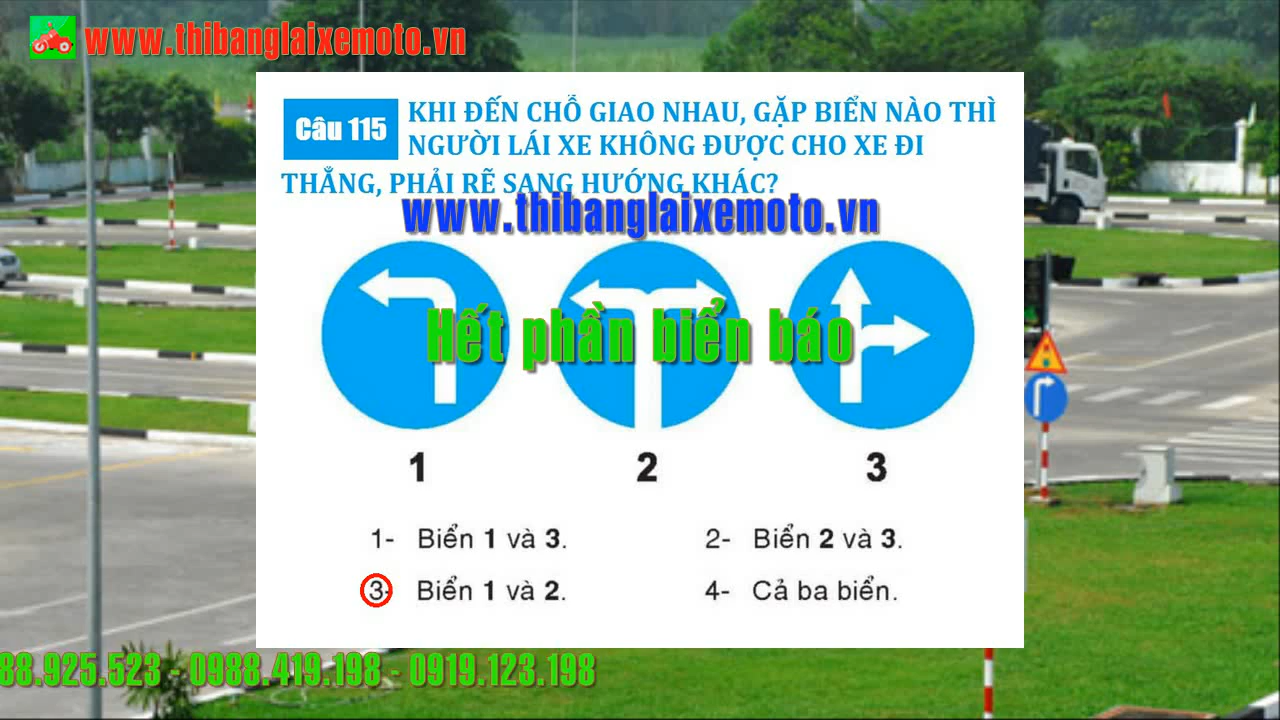 www.thibanglaixemoto.vn
Câu 115
KHI ĐẾN CHỖ GIAO NHAU, GẶP BIỂN NÀO THÌ
NGƯỜI LÁI XE KHÔNG ĐƯỢC CHO XE ĐI
THẲNG, PHẢI RẼ SANG HƯỚNG KHÁC?
www.thibanglaixemoto.vn
Hết phần biển báo
1 2 3
1- Biển 1 và 3. 2- Biển 2 và 3.
3- Biển 1 và 2. 4- Cả ba biển.
88.925.523 - 0988.419.198 - 0919.123.198